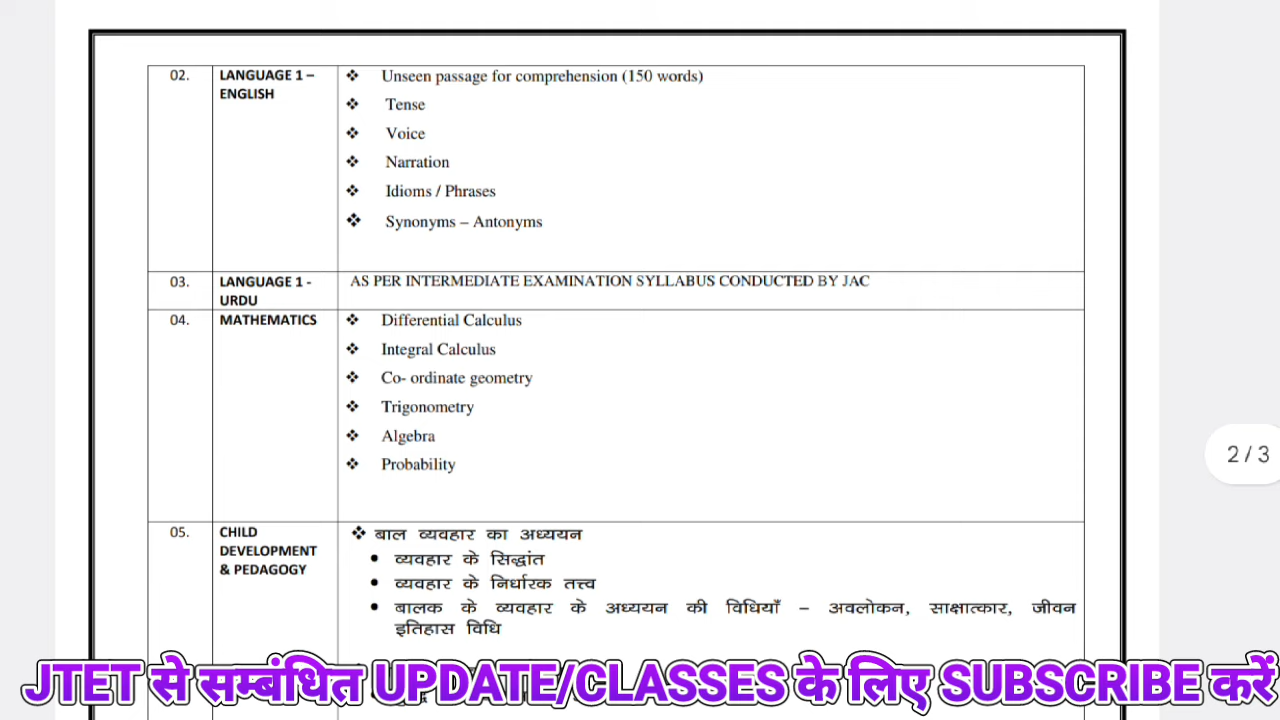 02.
LANGUAGE 1 –
ENGLISH
❖ Unseen passage for comprehension (150 words)
❖ Tense
❖ Voice
❖ Narration
❖ Idioms / Phrases
❖ Synonyms – Antonyms
03.
LANGUAGE 1 -
URDU
AS PER INTERMEDIATE EXAMINATION SYLLABUS CONDUCTED BY JAC
04.
MATHEMATICS
❖ Differential Calculus
❖ Integral Calculus
❖ Co- ordinate geometry
❖ Trigonometry
❖ Algebra
❖ Probability
2 / 3
05.
CHILD
DEVELOPMENT
& PEDAGOGY
❖ बाल व्यवहार का अध्ययन
• व्यवहार के सिद्धांत
• व्यवहार के निर्धारक तत्त्व
• बालक के व्यवहार के अध्ययन की विधियाँ – अवलोकन, साक्षात्कार, जीवन
इतिहास विधि
JTET से सम्बंधित UPDATE/CLASSES के लिए SUBSCRIBE करें